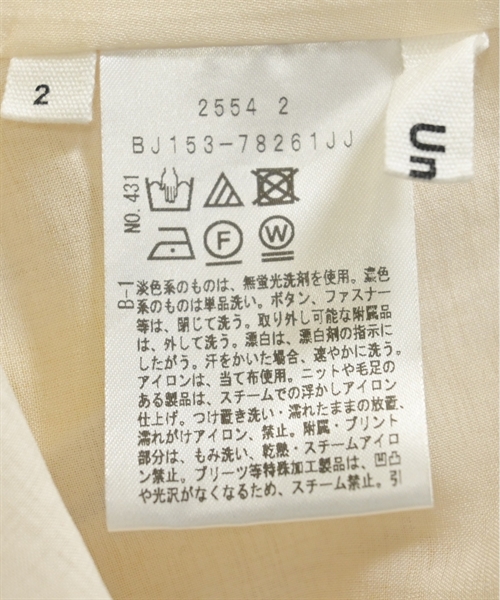 2
2554 2
BJ153-78261JJ
Un
NO. 431
F
W
B-1
淡色系のものは、無蛍光洗剤を使用。濃色
系のものは単品洗い。ボタン、ファスナー
等は、閉じて洗う。取り外し可能な附属品
は、外して洗う。漂白は、漂白剤の指示に
したがう。汗をかいた場合、速やかに洗う。
アイロンは、当て布使用。ニットや毛足の
ある製品は、スチームでの浮かしアイロン
仕上げ。つけ置き洗い・濡れたままの放置、
濡れがけアイロン、禁止。附属・プリント
部分は、もみ洗い、乾熱・スチームアイロ
ン禁止。プリーツ等特殊加工製品は、凹凸
や光沢がなくなるため、スチーム禁止。引